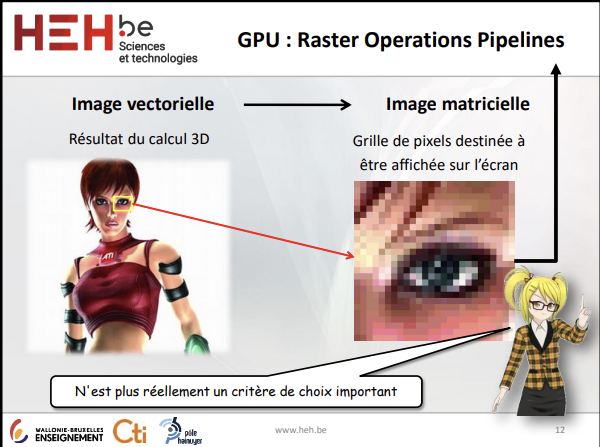 HEH.be
Sciences
et technologies
GPU : Raster Operations Pipelines
Image vectorielle
Image matricielle
Résultat du calcul 3D
Grille de pixels destinée à
être affichée sur l'écran
ATI
N'est plus réellement un critère de choix important
WALLONIE-BRUXELLES
ENSEIGNEMENT
Cti
pôle
hainuyer
www.heh.be
12